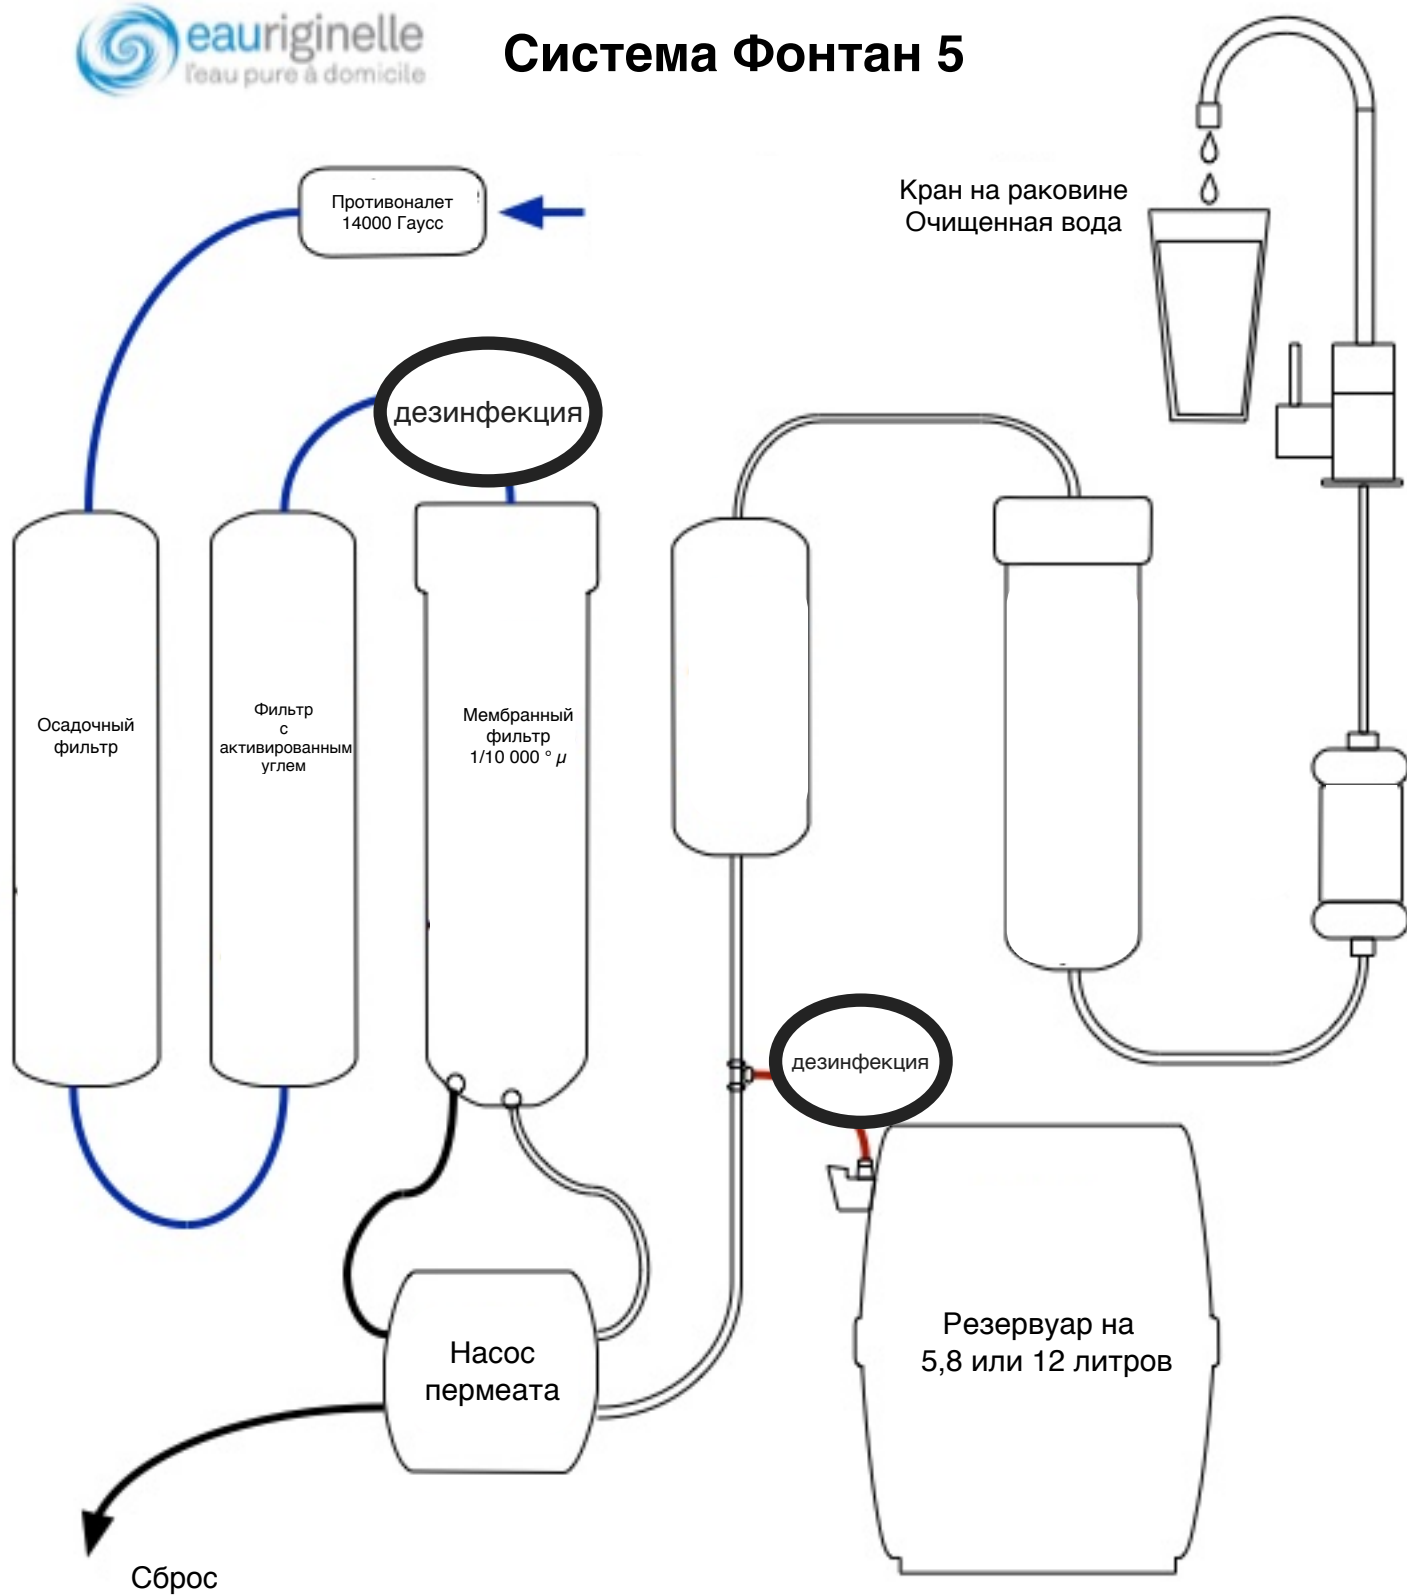 eauriginelle
l'eau pure à domicile
Система Фонтан 5
Противоналет
14000 Гаусс
Кран на раковине
Очищенная вода
дезинфекция
Осадочный
фильтр
Фильтр
с
активированным
углем
Мембранный
фильтр
1/10 000 ° µ
дезинфекция
Насос
пермеата
Резервуар на
5,8 или 12 литров
Сброс